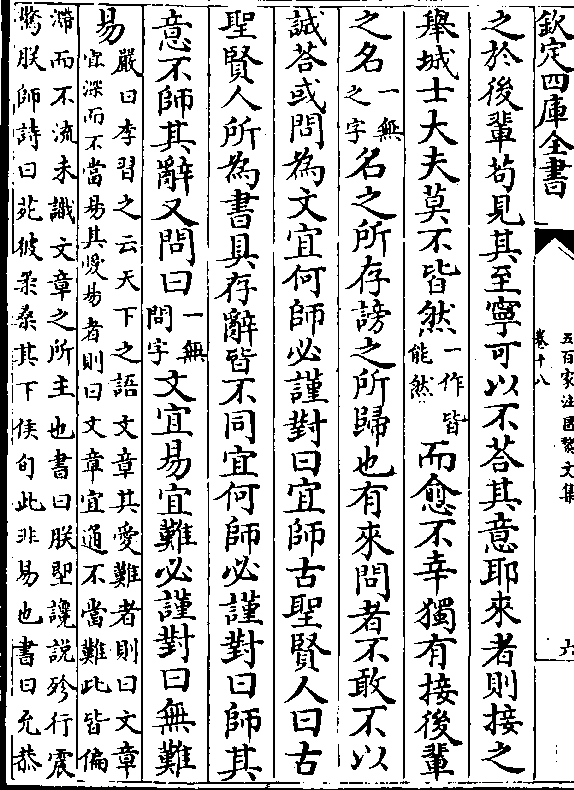 欽定四庫全書
五百家注昌黎文集
卷十八
六
之於後輩苟見其至寧可以不荅其意耶來者則接之
舉城士大夫莫不皆然一作皆能然而愈不幸獨有接後輩
之名一無之字名之所存謗之所歸也有來問者不敢不以
誠荅或問為文宜何師必謹對曰宜師古聖賢人曰古
聖賢人所為書具存辭皆不同宜何師必謹對曰師其
意不師其辭又問曰一無問字文宜易宜難必謹對曰無難
易嚴曰李習之云天下之語文章其愛難者則曰文章
宜深而不當易其愛易者則曰文章宜通不當難此皆偏
滯而不流未識文章之所主也書曰朕堲讒說殄行震
驚朕師詩曰菀彼柔桑其下侯旬此非易也書曰允恭